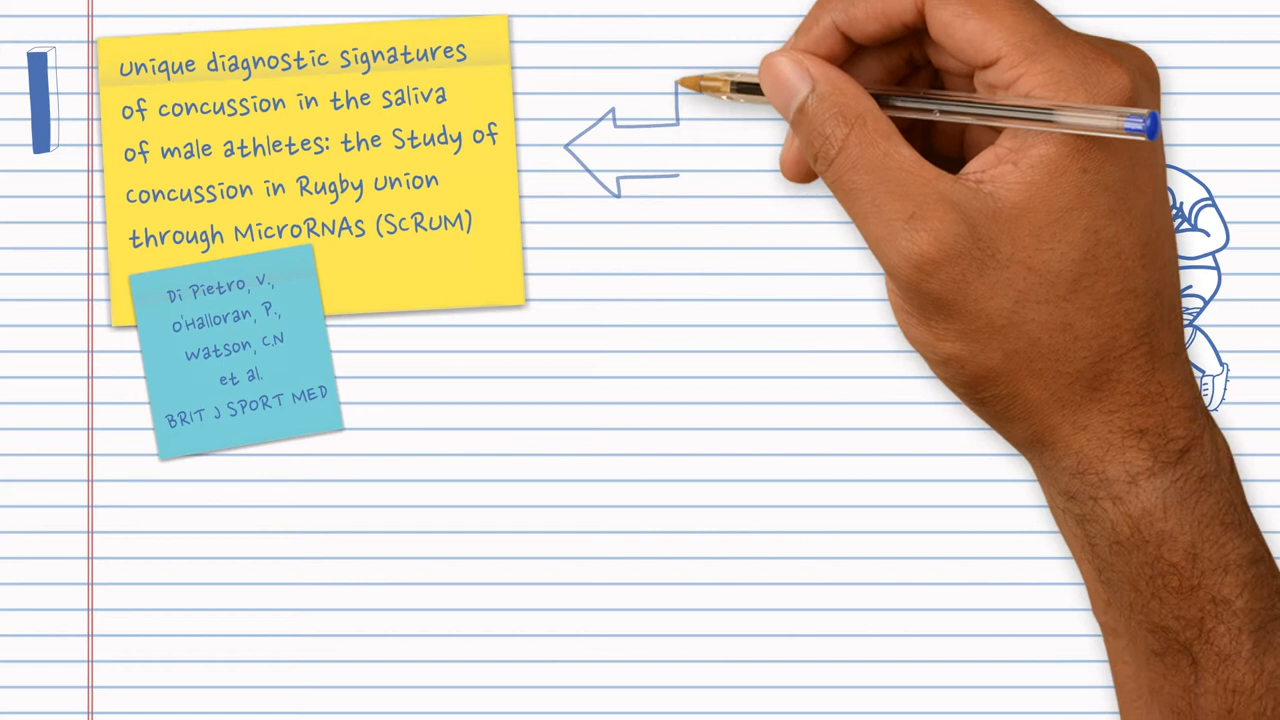 1
Unique diagnostic signatures
of concussion in the saliva
of male athletes: the Study of
concussion in Rugby Union
through MicroRNAs (SCRUM)
Di Pietro, V.,
O'Halloran, P.,
Watson, C.N
et al.
BRIT J SPORT MED